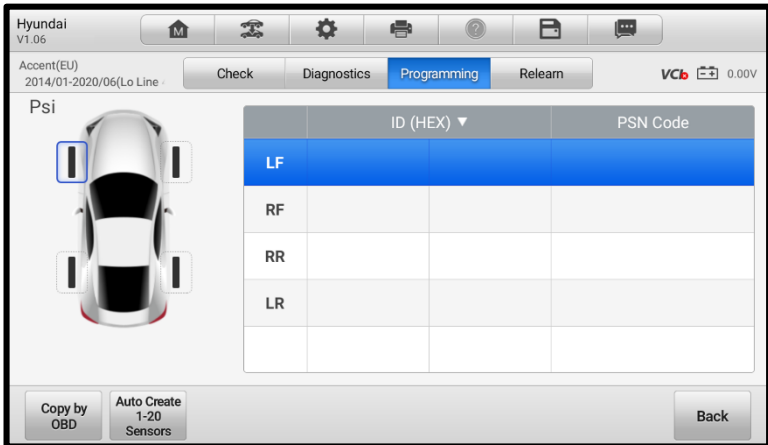 Hyundai
V1.06
M
?
Accent(EU)
2014/01-2020/06(Lo Line
Check
Diagnostics
Programming
Relearn
VCI
0.00V
Psi
ID (HEX) ▼
PSN Code
LF
RF
RR
LR
Copy by
OBD
Auto Create
1-20
Sensors
Back